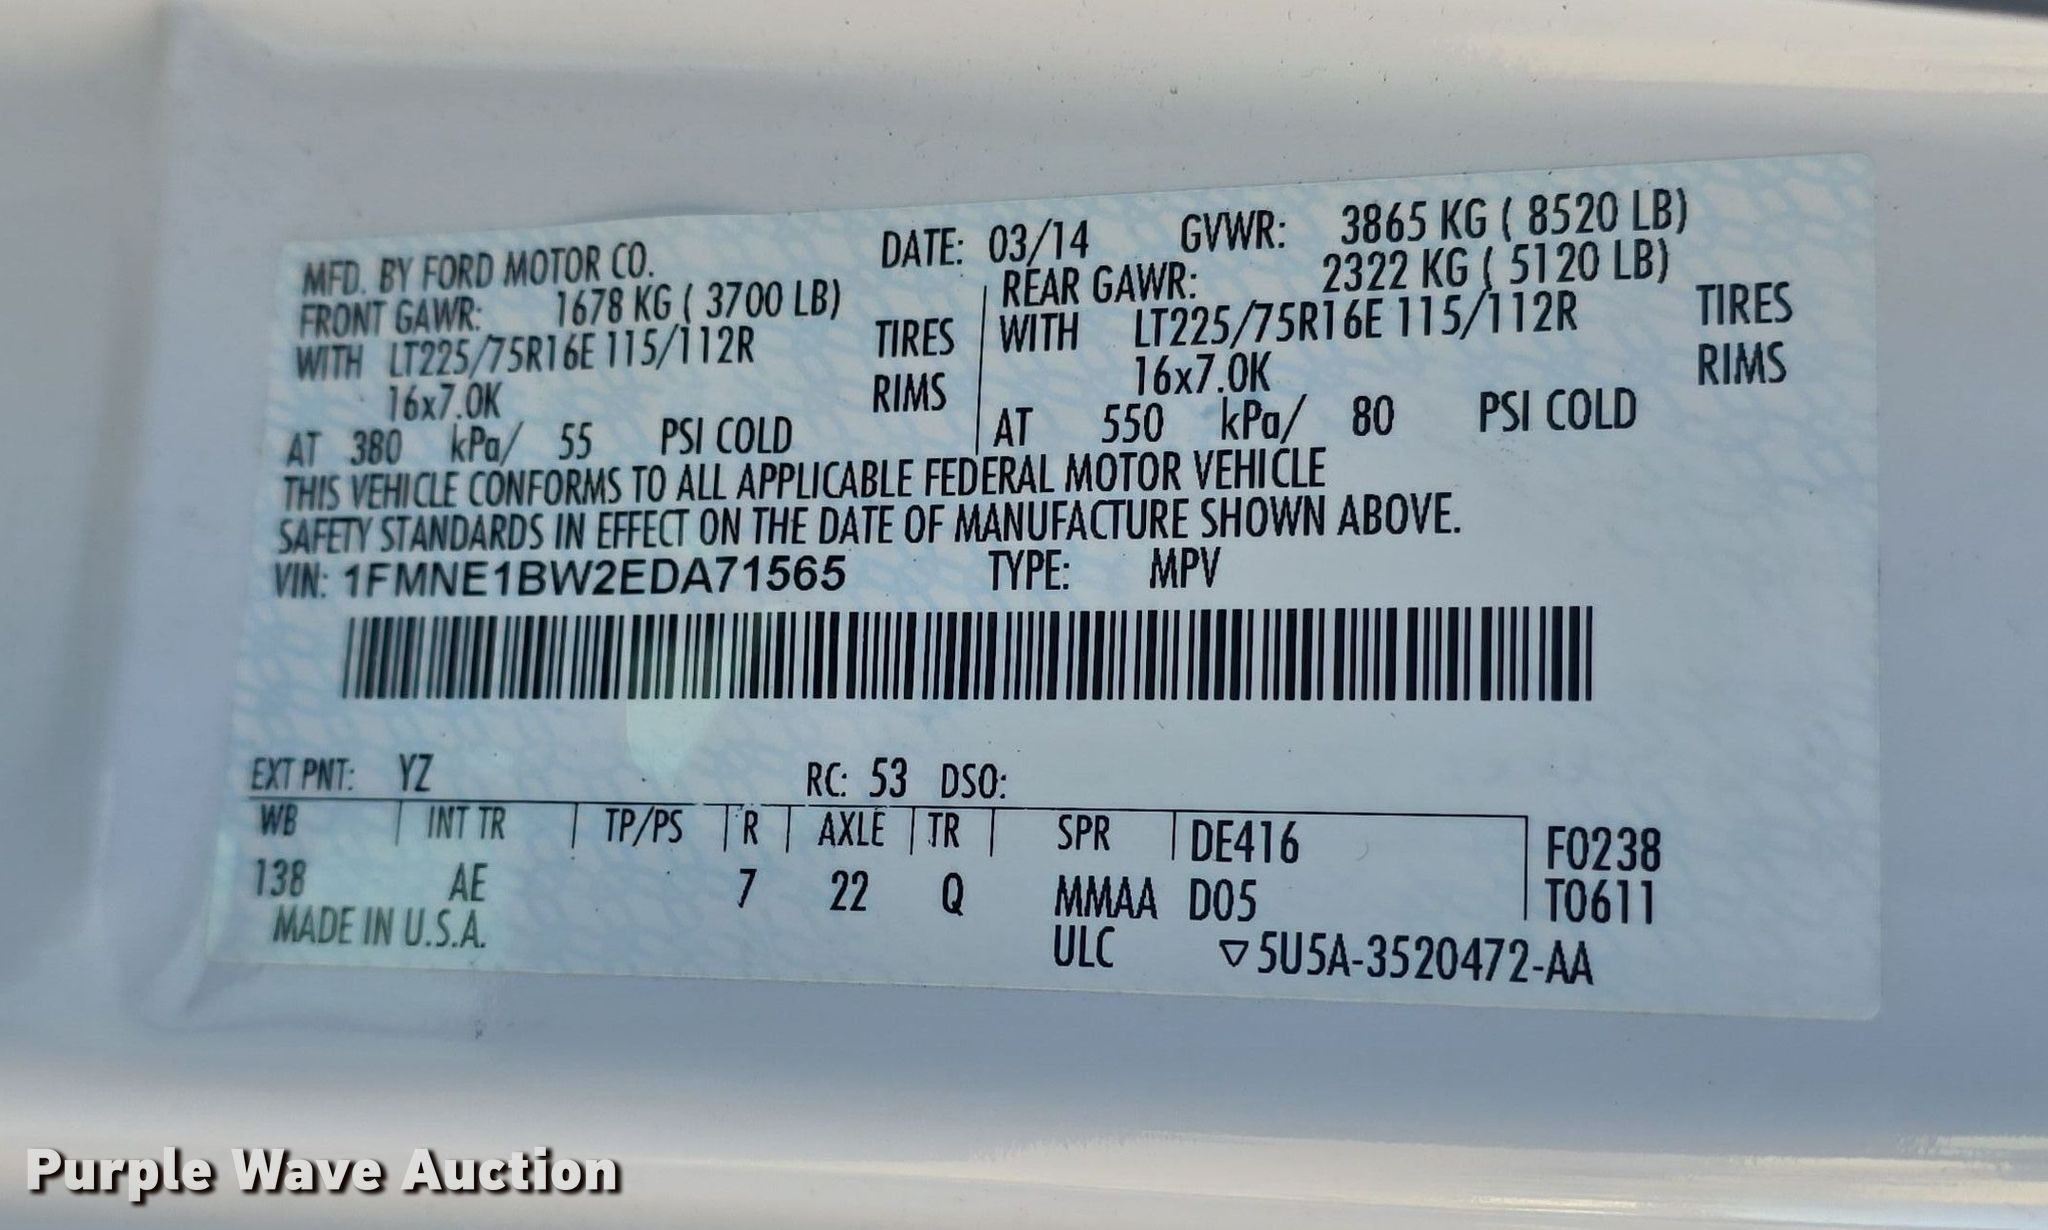 MFD. BY FORD MOTOR CO. DATE: 03/14 GVWR: 3865 KG ( 8520 LB)
FRONT GAWR: 1678 KG ( 3700 LB) REAR GAWR: 2322 KG ( 5120 LB)
WITH LT225/75R16E 115/112R TIRES WITH LT225/75R16E 115/112R TIRES
16x7.0K RIMS 16x7.0K RIMS
AT 380 kPa/ 55 PSI COLD AT 550 kPa/ 80 PSI COLD
THIS VEHICLE CONFORMS TO ALL APPLICABLE FEDERAL MOTOR VEHICLE
SAFETY STANDARDS IN EFFECT ON THE DATE OF MANUFACTURE SHOWN ABOVE.
VIN: 1FMNE1BW2EDA71565 TYPE: MPV
EXT PNT: YZ RC: 53 DSO:
WB INT TR TP/PS R AXLE TR SPR DE416 F0238
138 AE 7 22 Q MMAA D05 T0611
MADE IN U.S.A. ULC ▽5U5A-3520472-AA
Purple Wave Auction